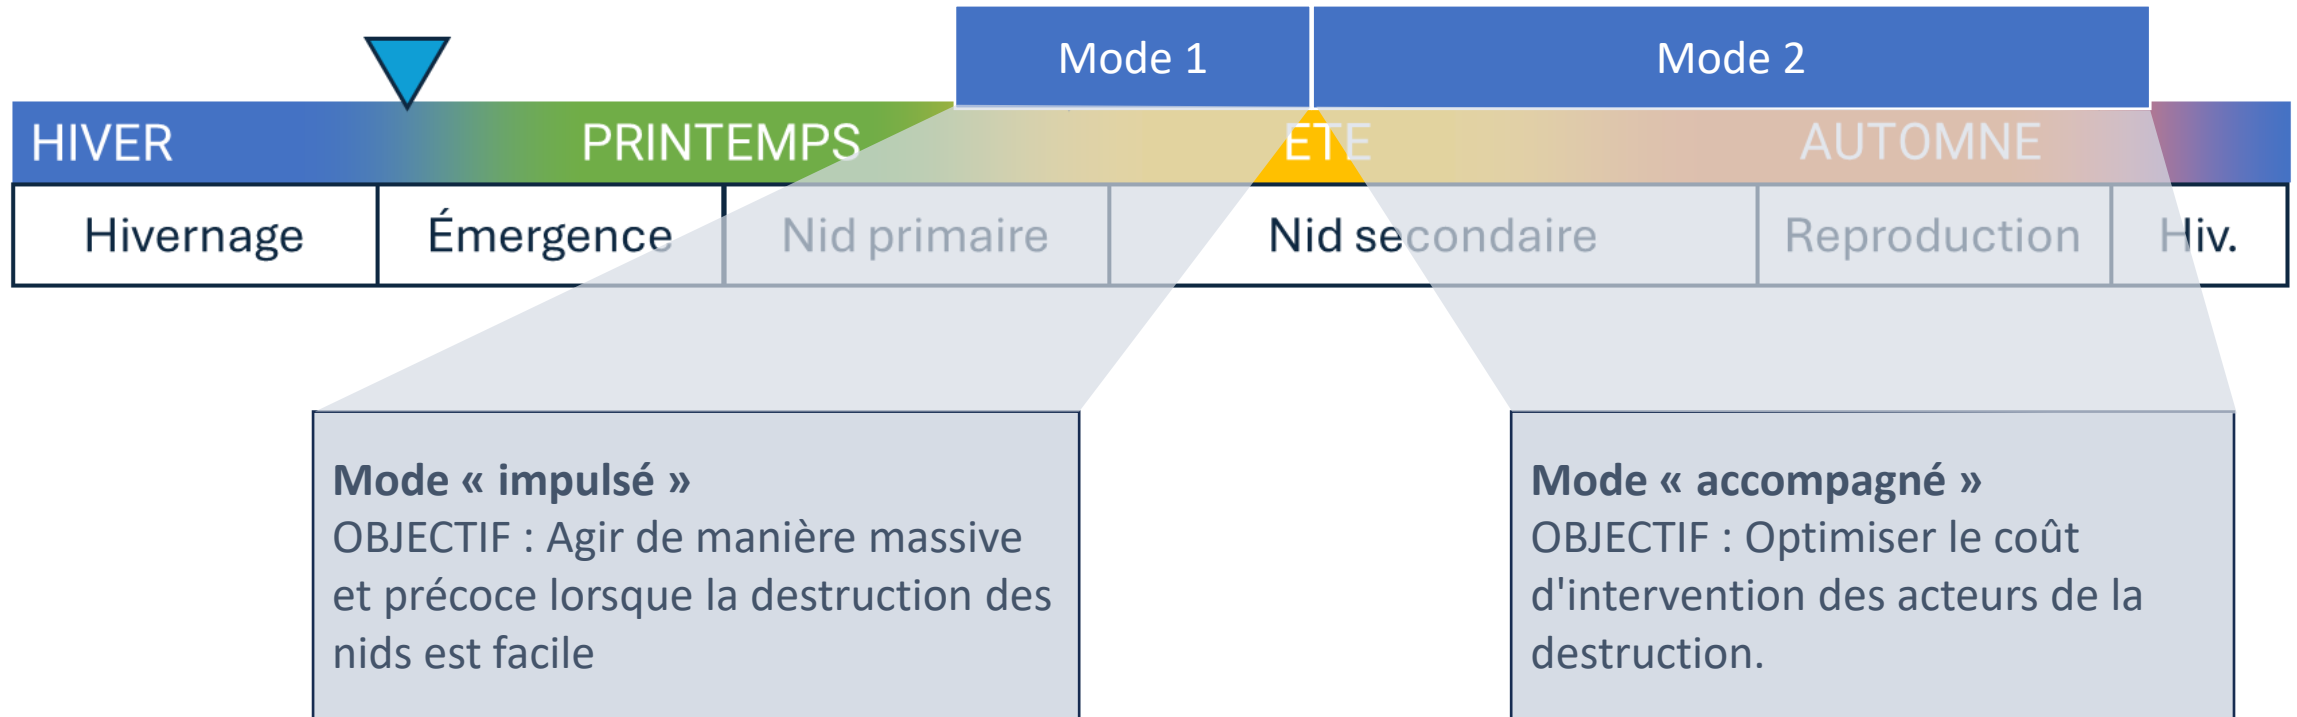 Mode 1
Mode 2
HIVER
PRINTEMPS
ETE
AUTOMNE
Hivernage
Émergence
Nid primaire
Nid secondaire
Reproduction
Hiv.
Mode « impulsé »
OBJECTIF : Agir de manière massive
et précoce lorsque la destruction des
nids est facile
Mode « accompagné »
OBJECTIF : Optimiser le coût
d'intervention des acteurs de la
destruction.